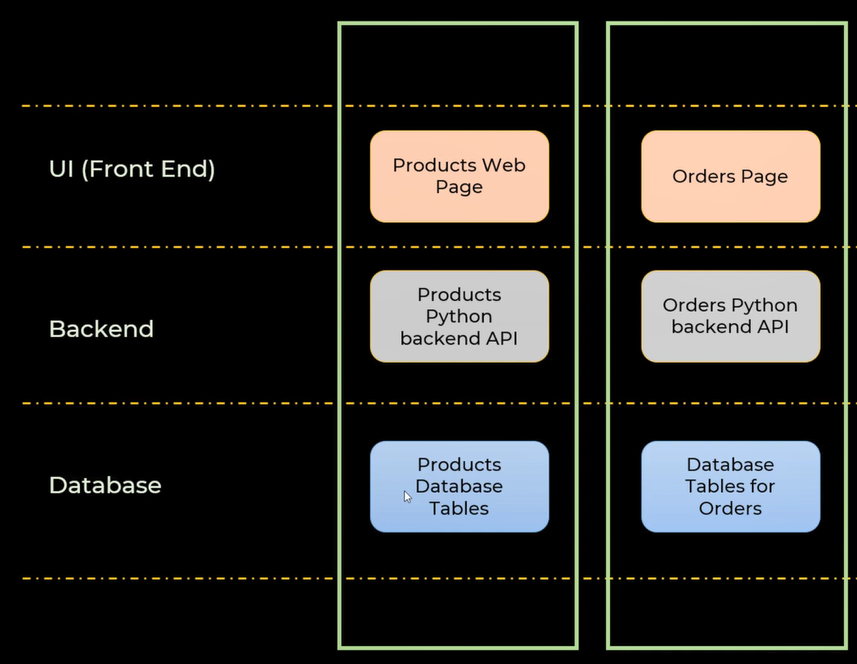 UI (Front End)
Products Web
Page
Orders Page
Backend
Products
Python
backend API
Orders Python
backend API
Database
Products
Database
Tables
Database
Tables for
Orders